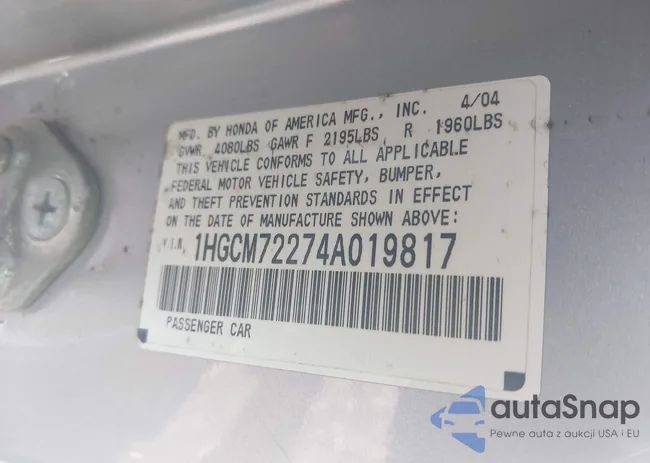 MFD. BY HONDA OF AMERICA MFG., INC. 4/04
GVWR 4080LBS GAWR F 2195LBS, R 1960LBS
THIS VEHICLE CONFORMS TO ALL APPLICABLE
FEDERAL MOTOR VEHICLE SAFETY, BUMPER,
AND THEFT PREVENTION STANDARDS IN EFFECT
ON THE DATE OF MANUFACTURE SHOWN ABOVE:
V.I.N. 1HGCM72274A019817
PASSENGER CAR
autoSnap
Pewne auta z aukcji USA i EU